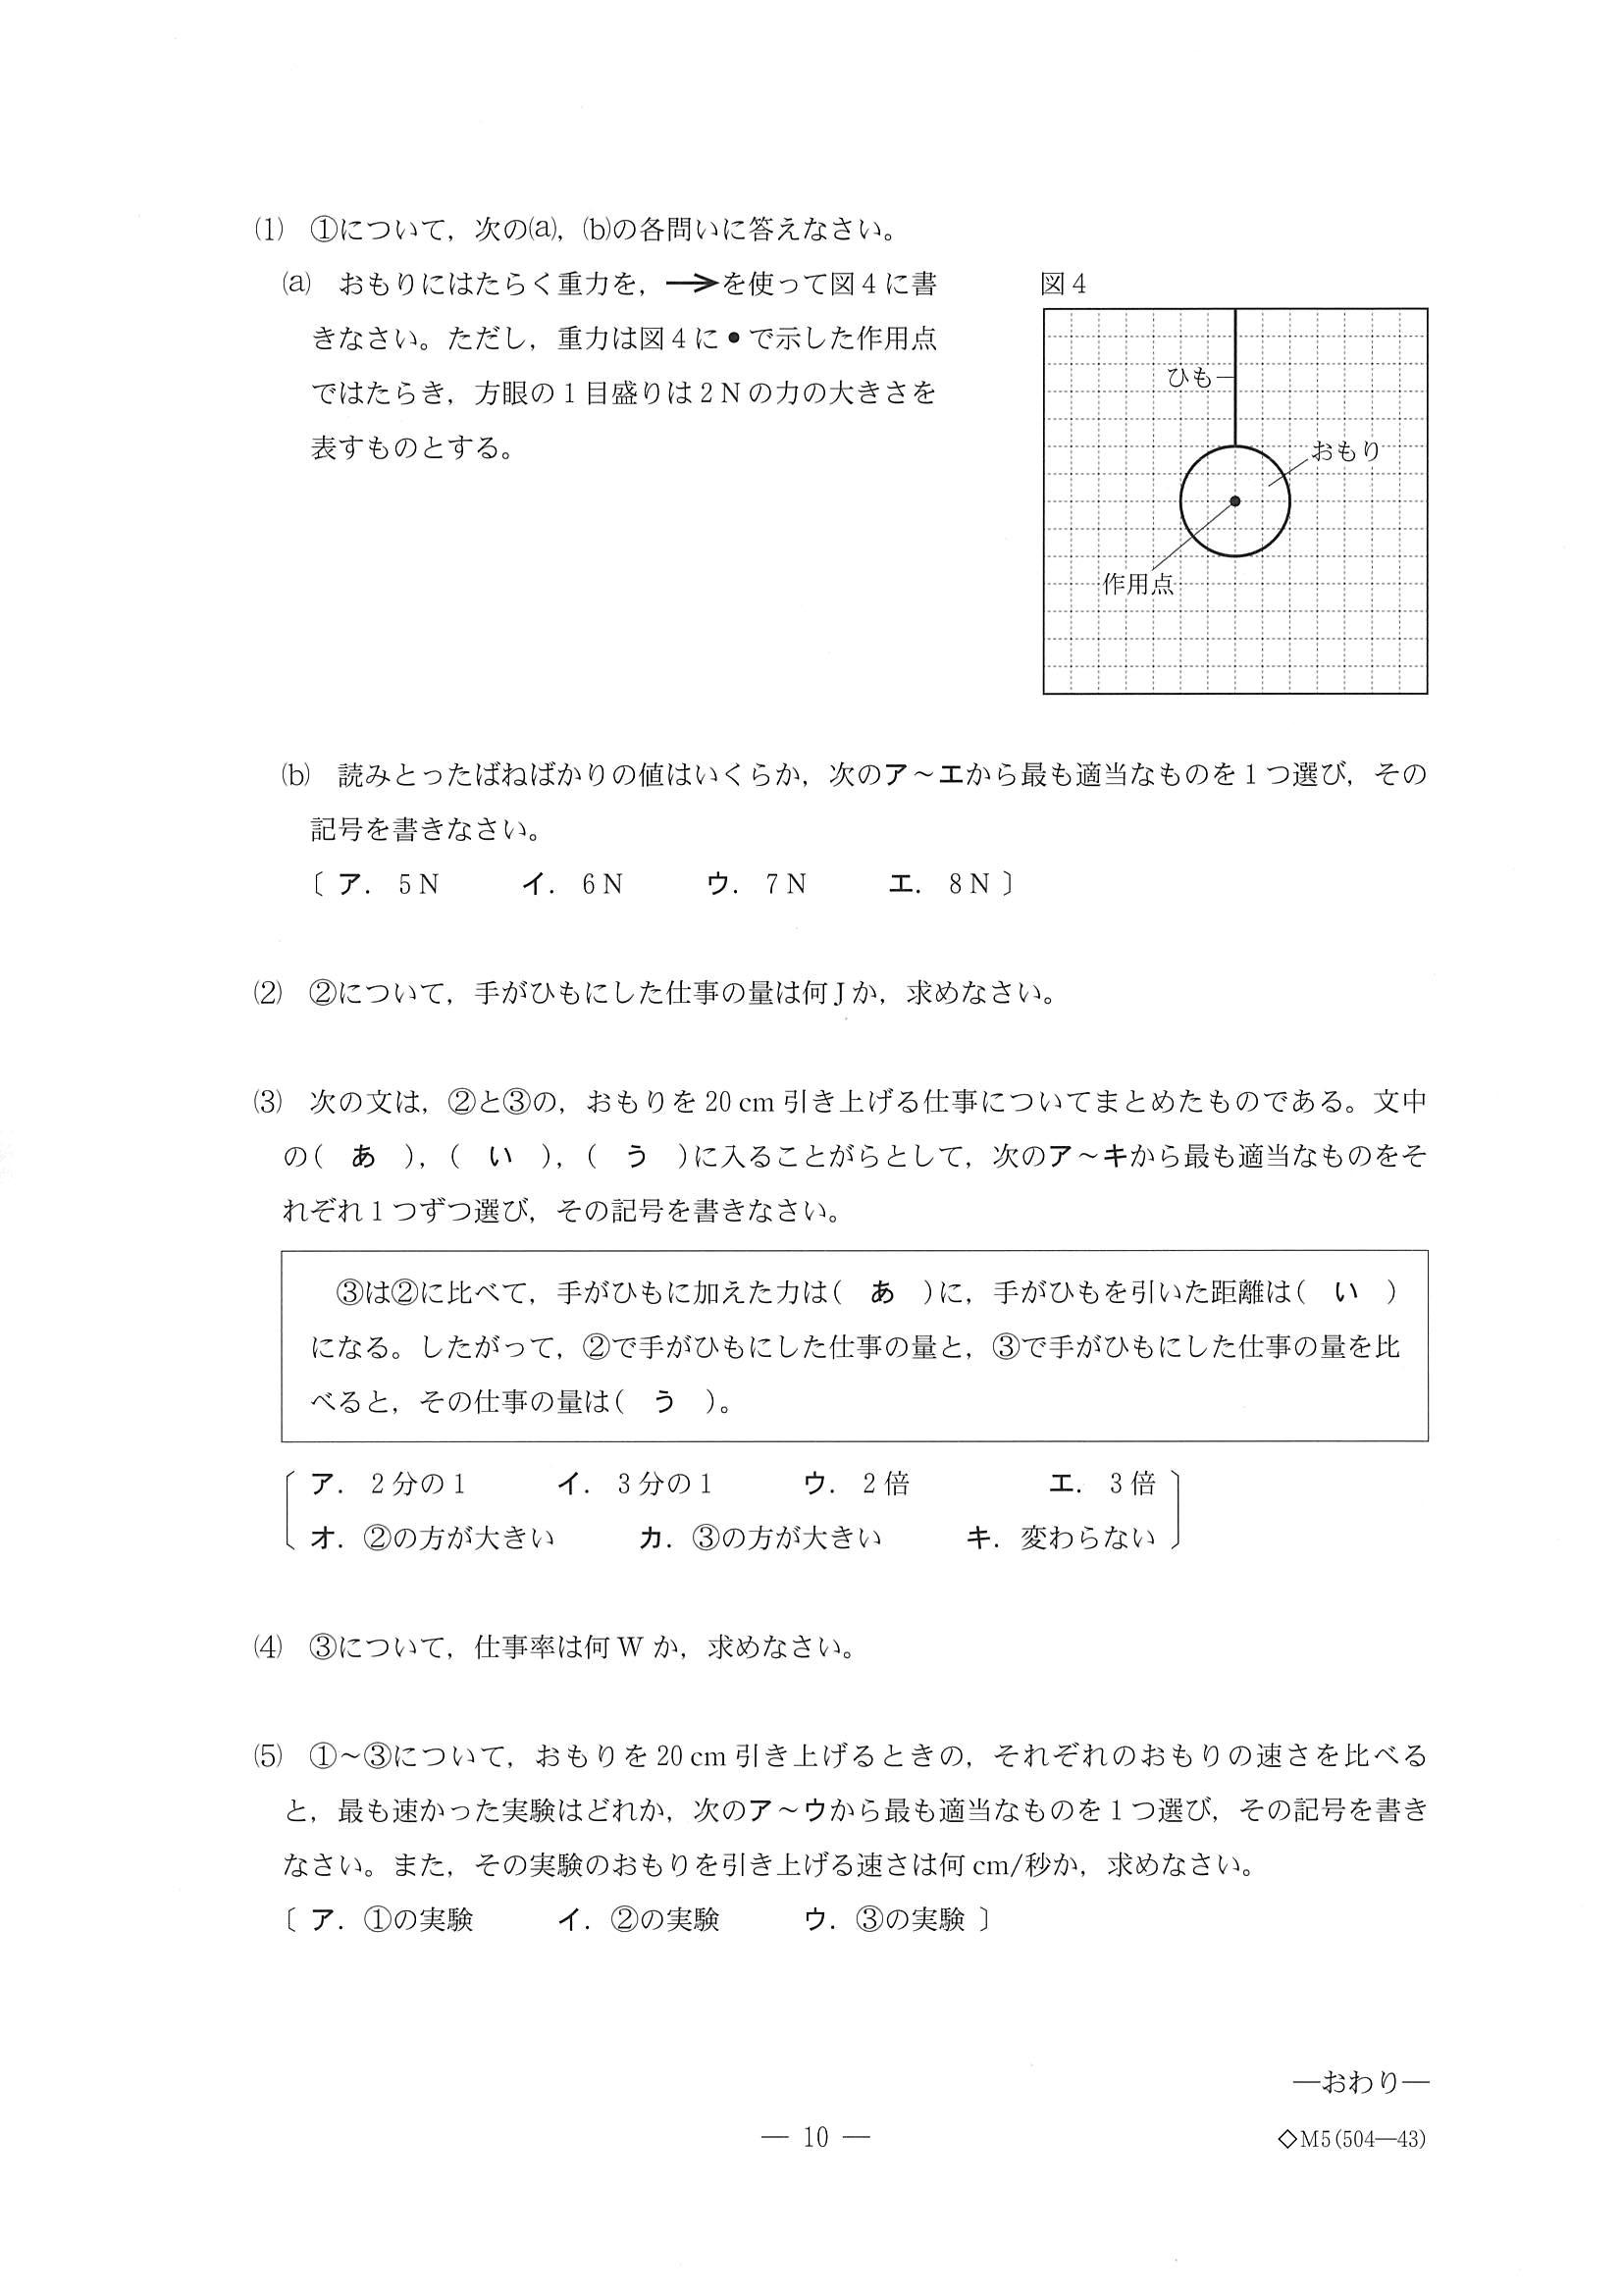 ⑴ ①について，次の⒜，⒝の各問いに答えなさい。
⒜ おもりにはたらく重力を，→を使って図４に書
きなさい。ただし，重力は図４に●で示した作用点
ではたらき，方眼の１目盛りは２Ｎの力の大きさを
表すものとする。
図４
ひも
おもり
作用点
⒝ 読みとったばねばかりの値はいくらか，次のア～エから最も適当なものを１つ選び，その
記号を書きなさい。
〔 ア．５Ｎ イ．６Ｎ ウ．７Ｎ エ．８Ｎ 〕
⑵ ②について，手がひもにした仕事の量は何Ｊか，求めなさい。
⑶ 次の文は，②と③の，おもりを 20 cm 引き上げる仕事についてまとめたものである。文中
の( あ )，( い )，( う )に入ることがらとして，次のア～キから最も適当なものをそ
れぞれ１つずつ選び，その記号を書きなさい。
③は②に比べて，手がひもに加えた力は( あ )に，手がひもを引いた距離は( い )
になる。したがって，②で手がひもにした仕事の量と，③で手がひもにした仕事の量を比
べると，その仕事の量は( う )。
ア．２分の１ イ．３分の１ ウ．２倍 エ．３倍
オ．②の方が大きい カ．③の方が大きい キ．変わらない
⑷ ③について，仕事率は何 W か，求めなさい。
⑸ ①～③について，おもりを 20 cm 引き上げるときの，それぞれのおもりの速さを比べる
と，最も速かった実験はどれか，次のア～ウから最も適当なものを１つ選び，その記号を書き
なさい。また，その実験のおもりを引き上げる速さは何 cm/秒か，求めなさい。
〔 ア．①の実験 イ．②の実験 ウ．③の実験 〕
―おわり―
― 10 ―
◇M5(504―43)